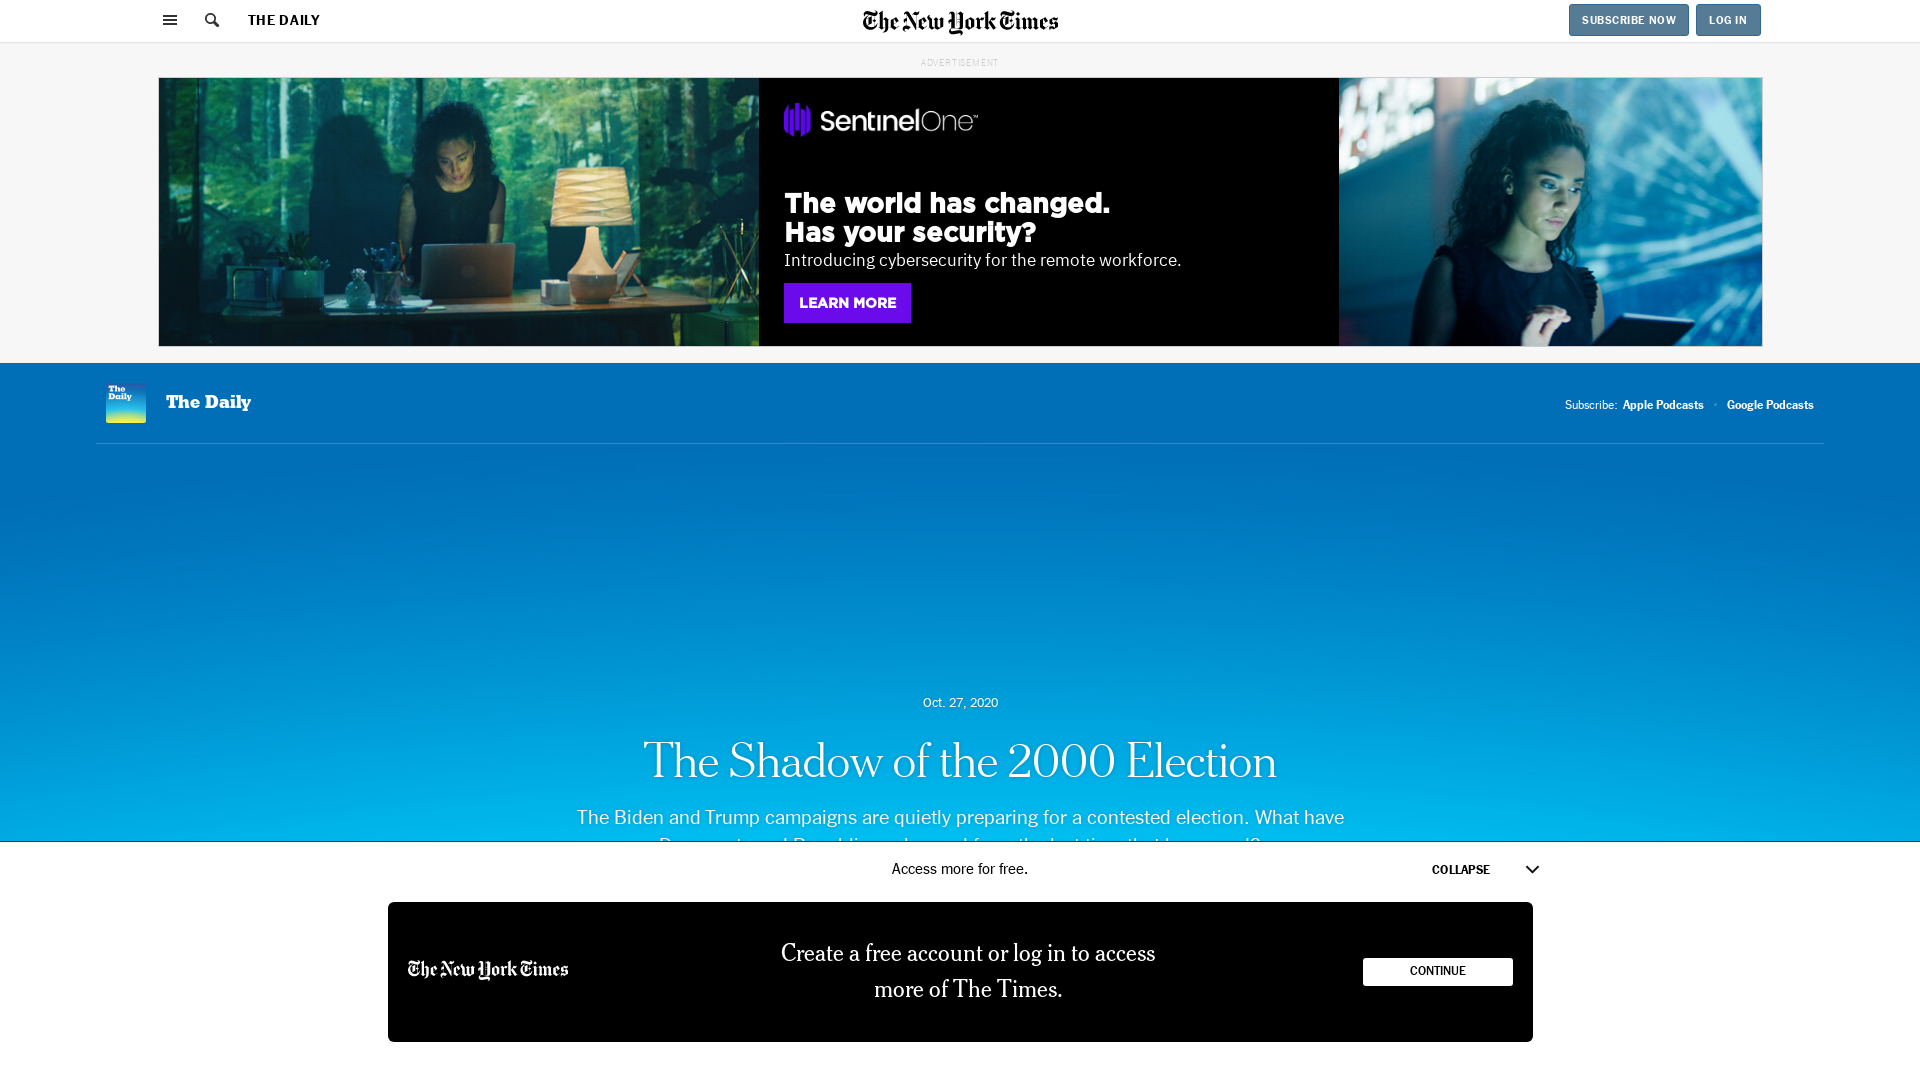 THE DAILY
The New York Times
SUBSCRIBE NOW
LOG IN
ADVERTISEMENT
SentinelOne™
The world has changed.
Has your security?
Introducing cybersecurity for the remote workforce.
LEARN MORE
The
Daily
The Daily
Subscribe: Apple Podcasts • Google Podcasts
Oct. 27, 2020
The Shadow of the 2000 Election
The Biden and Trump campaigns are quietly preparing for a contested election. What have
Access more for free.
COLLAPSE
The New York Times
Create a free account or log in to access
more of The Times.
CONTINUE